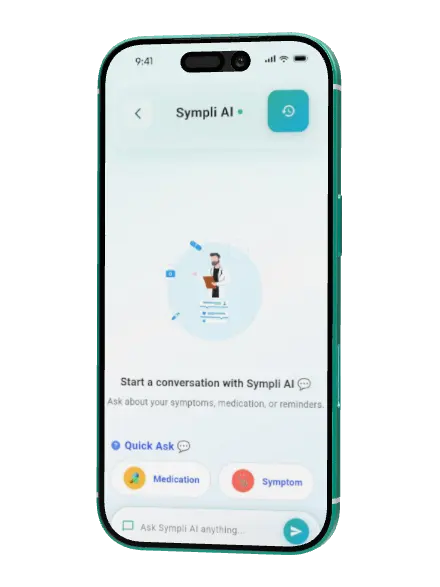 9:41
Sympli AI
Start a conversation with Sympli AI 💬
Ask about your symptoms, medication, or reminders.
Quick Ask 💬
Medication
Symptom
Ask Sympli AI anything...